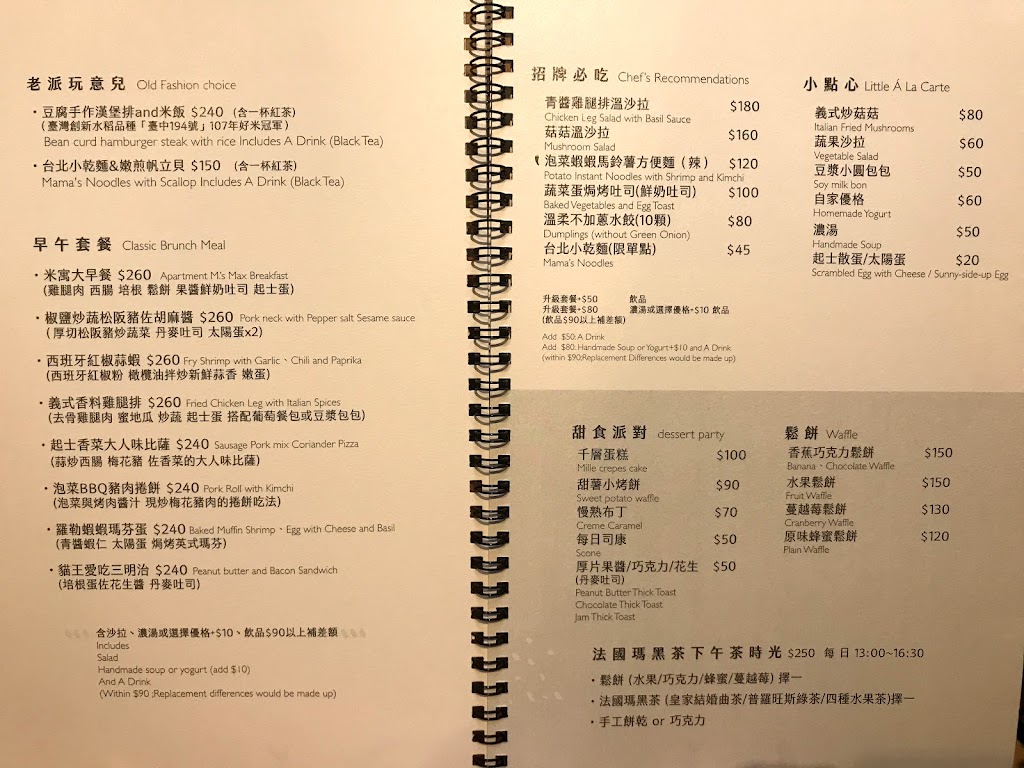 老派玩意兒 Old Fashion choice
・豆腐手作漢堡排and米飯 $240 (含一杯紅茶)
(臺灣創新水稻品種「臺中194號」107年好米冠軍)
Bean curd hamburger steak with rice Includes A Drink (Black Tea)
・台北小乾麵&嫩煎帆立貝 $150 (含一杯紅茶)
Mama's Noodles with Scallop Includes A Drink (Black Tea)
早午套餐 Classic Brunch Meal
・米寓大早餐 $260 Apartment M.'s Max Breakfast
(雞腿肉 西腸 培根 鬆餅 果醬鮮奶吐司 起士蛋)
・椒鹽炒蔬松阪豬佐胡麻醬 $260 Pork neck with Pepper salt Sesame sauce
(厚切松阪豬炒蔬菜 丹麥吐司 太陽蛋x2)
・西班牙紅椒蒜蝦 $260 Fry Shrimp with Garlic、Chili and Paprika
(西班牙紅椒粉 橄欖油拌炒新鮮蒜香 嫩蛋)
・義式香料雞腿排 $260 Fried Chicken Leg with Italian Spices
(去骨雞腿肉 蜜地瓜 炒蔬 起士蛋 搭配葡萄餐包或豆漿包包)
・起士香菜大人味比薩 $240 Sausage Pork mix Coriander Pizza
(蒜炒西腸 梅花豬 佐香菜的大人味比薩)
・泡菜BBQ豬肉捲餅 $240 Pork Roll with Kimchi
(泡菜與烤肉醬汁 現炒梅花豬肉的捲餅吃法)
・羅勒蝦蝦瑪芬蛋 $240 Baked Muffin Shrimp、Egg with Cheese and Basil
(青醬蝦仁 太陽蛋 焗烤英式瑪芬)
・貓王愛吃三明治 $240 Peanut butter and Bacon Sandwich
(培根蛋佐花生醬 丹麥吐司)
含沙拉、濃湯或選擇優格+$10、飲品$90以上補差額
Includes
Salad
Handmade soup or yogurt (add $10)
And A Drink
(Within $90 ;Replacement differences would be made up)
招牌必吃 Chef's Recommendations
青醬雞腿排溫沙拉 $180
Chicken Leg Salad with Basil Sauce
菇菇溫沙拉 $160
Mushroom Salad
泡菜蝦蝦馬鈴薯方便麵(辣) $120
Potato Instant Noodles with Shrimp and Kimchi
蔬菜蛋焗烤吐司(鮮奶吐司) $100
Baked Vegetables and Egg Toast
溫柔不加蔥水餃(10顆) $80
Dumplings (without Green Onion)
台北小乾麵(限單點) $45
Mama's Noodles
升級套餐+$50 飲品
升級套餐+$80 濃湯或選擇優格+$10 飲品
(飲品$90以上補差額)
Add $50:A Drink
Add $80: Handmade Soup or Yogurt+$10 and A Drink
(within $90;Replacement Differences would be made up)
小點心 Little Á La Carte
義式炒菇菇 $80
Italian Fried Mushrooms
蔬果沙拉 $60
Vegetable Salad
豆漿小圓包包 $50
Soy milk bon
自家優格 $60
Homemade Yogurt
濃湯 $50
Handmade Soup
起士散蛋/太陽蛋 $20
Scrambled Egg with Cheese / Sunny-side-up Egg
甜食派對 dessert party
千層蛋糕 $100
Mille crepes cake
甜薯小烤餅 $90
Sweet potato waffle
慢熟布丁 $70
Creme Caramel
每日司康 $50
Scone
厚片果醬/巧克力/花生 $50
(丹麥吐司)
Peanut Butter Thick Toast
Chocolate Thick Toast
Jam Thick Toast
鬆餅 Waffle
香蕉巧克力鬆餅 $150
Banana、Chocolate Waffle
水果鬆餅 $150
Fruit Waffle
蔓越莓鬆餅 $130
Cranberry Waffle
原味蜂蜜鬆餅 $120
Plain Waffle
法國瑪黑茶下午茶時光 $250 每日 13:00~16:30
・鬆餅 (水果/巧克力/蜂蜜/蔓越莓) 擇一
・法國瑪黑茶 (皇家結婚曲茶/普羅旺斯綠茶/四種水果茶)擇一
・手工餅乾 or 巧克力